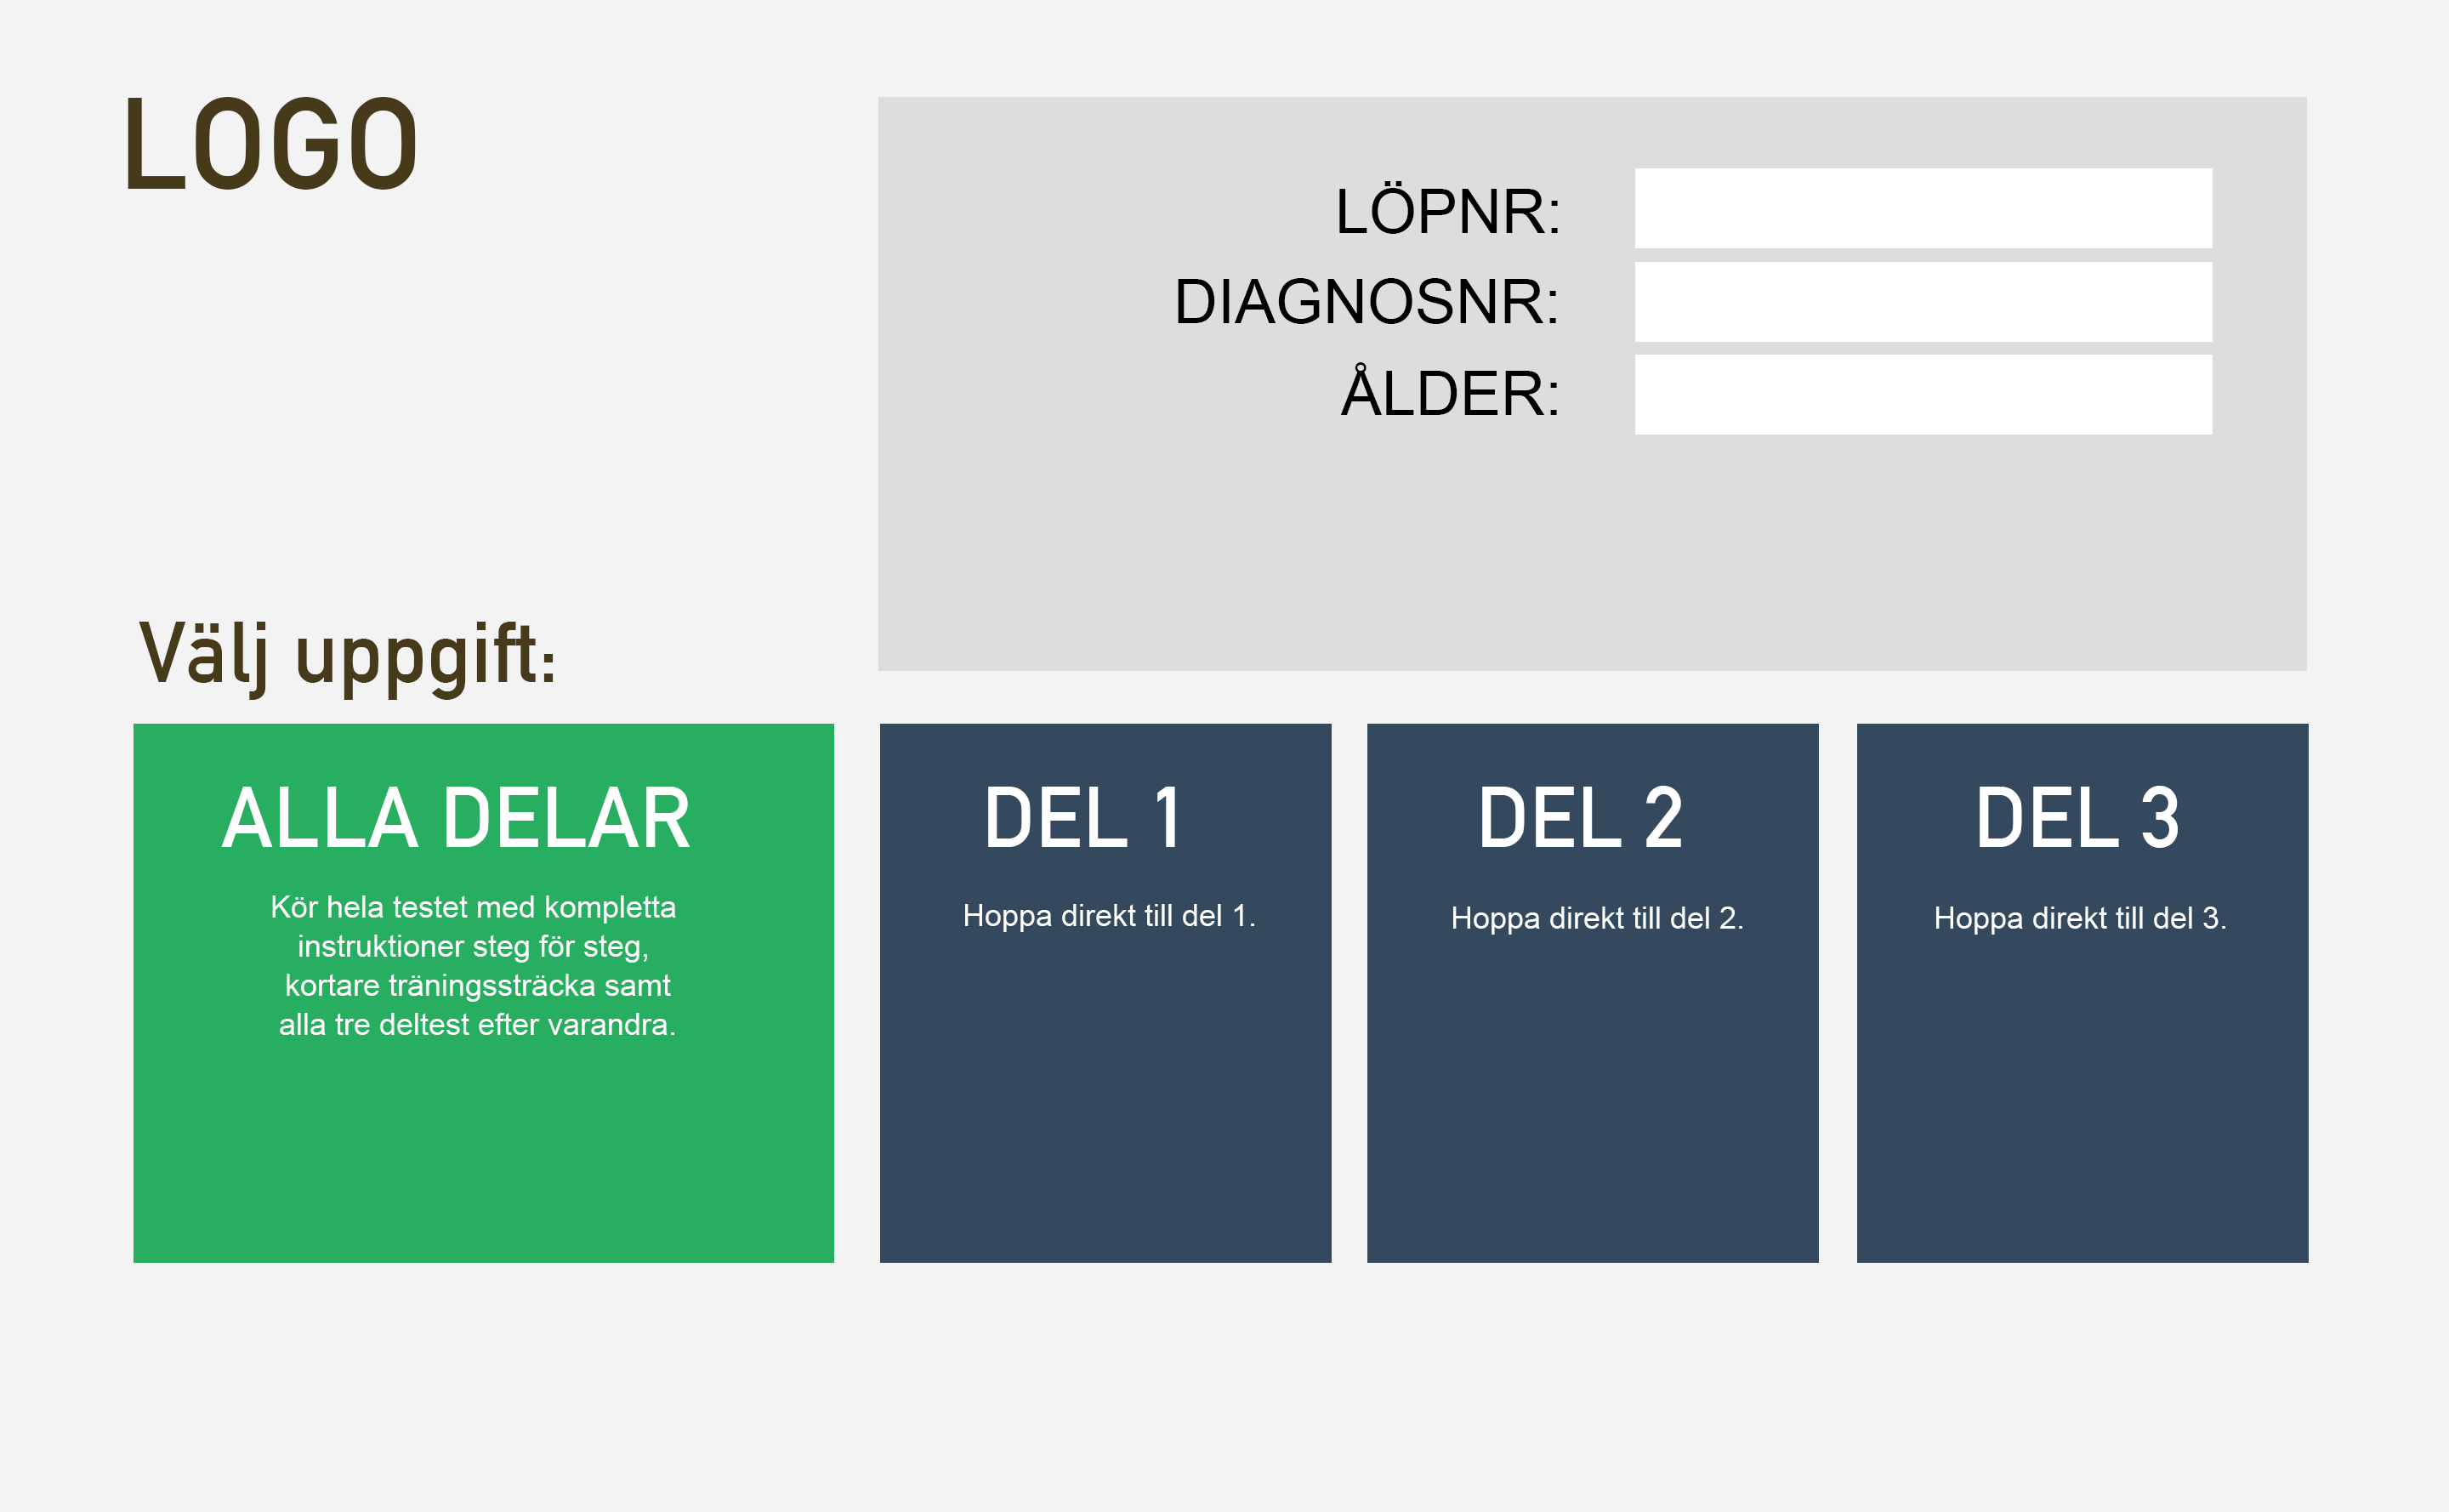 LOGO
LÖPNR:
DIAGNOSNR:
ÅLDER:
Välj uppgift:
ALLA DELAR
Kör hela testet med kompletta
instruktioner steg för steg,
kortare träningssträcka samt
alla tre deltest efter varandra.
DEL 1
Hoppa direkt till del 1.
DEL 2
Hoppa direkt till del 2.
DEL 3
Hoppa direkt till del 3.